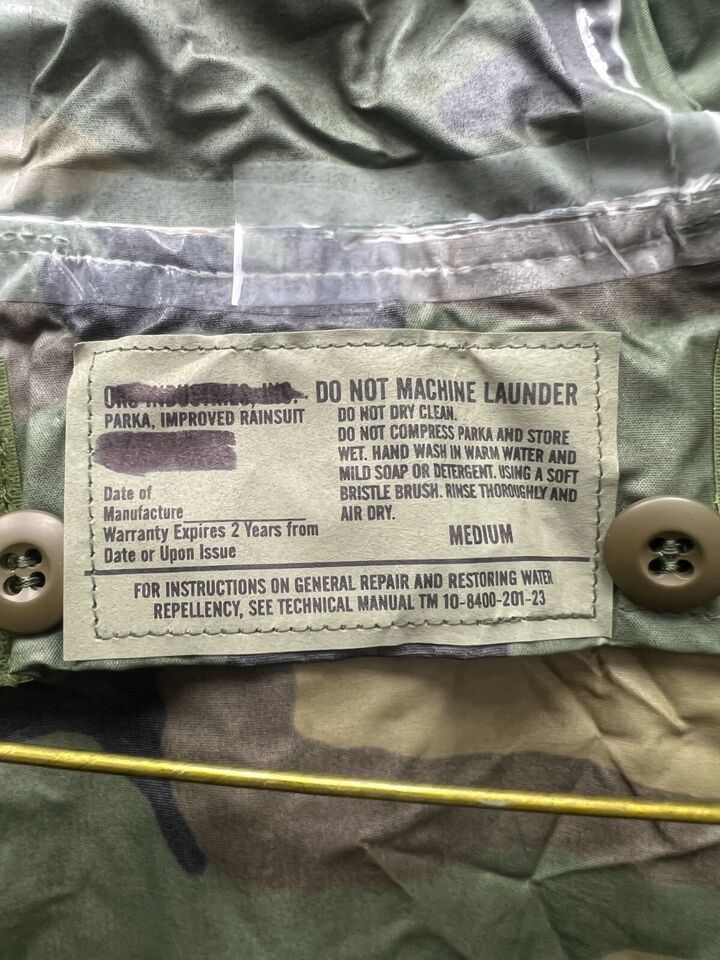 INDUSTRIES, INC.
PARKA, IMPROVED RAINSUIT
Date of
Manufacture
Warranty Expires 2 Years from
Date or Upon Issue
DO NOT MACHINE LAUNDER
DO NOT DRY CLEAN.
DO NOT COMPRESS PARKA AND STORE
WET. HAND WASH IN WARM WATER AND
MILD SOAP OR DETERGENT. USING A SOFT
BRISTLE BRUSH. RINSE THOROUGHLY AND
AIR DRY.
MEDIUM
FOR INSTRUCTIONS ON GENERAL REPAIR AND RESTORING WATER
REPELLENCY, SEE TECHNICAL MANUAL TM 10-8400-201-23